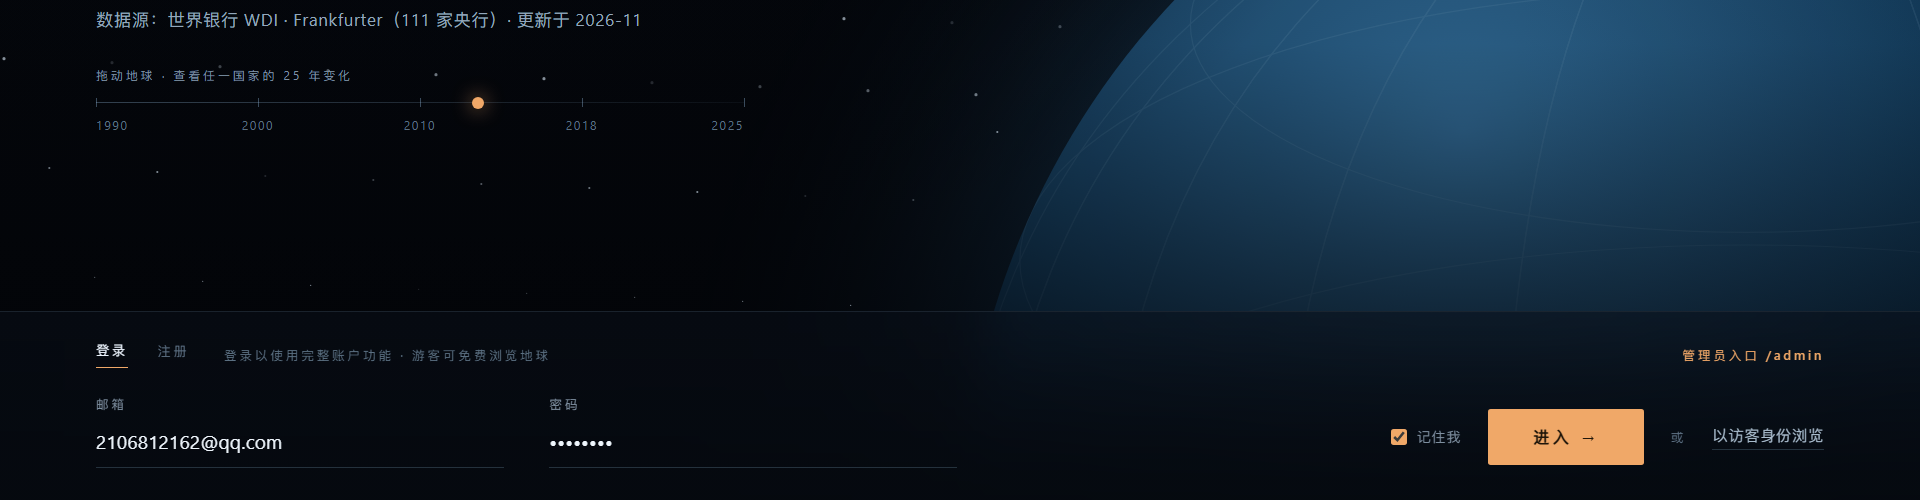 数据源：世界银行 WDI · Frankfurter（111 家央行）· 更新于 2026-11
拖动地球 · 查看任一国家的 25 年变化
1990 2000 2010 2018 2025
登录 注册 登录以使用完整账户功能 · 游客可免费浏览地球 管理员入口 /admin
邮箱 密码
2106812162@qq.com •••••••• 记住我 进入 → 或 以访客身份浏览